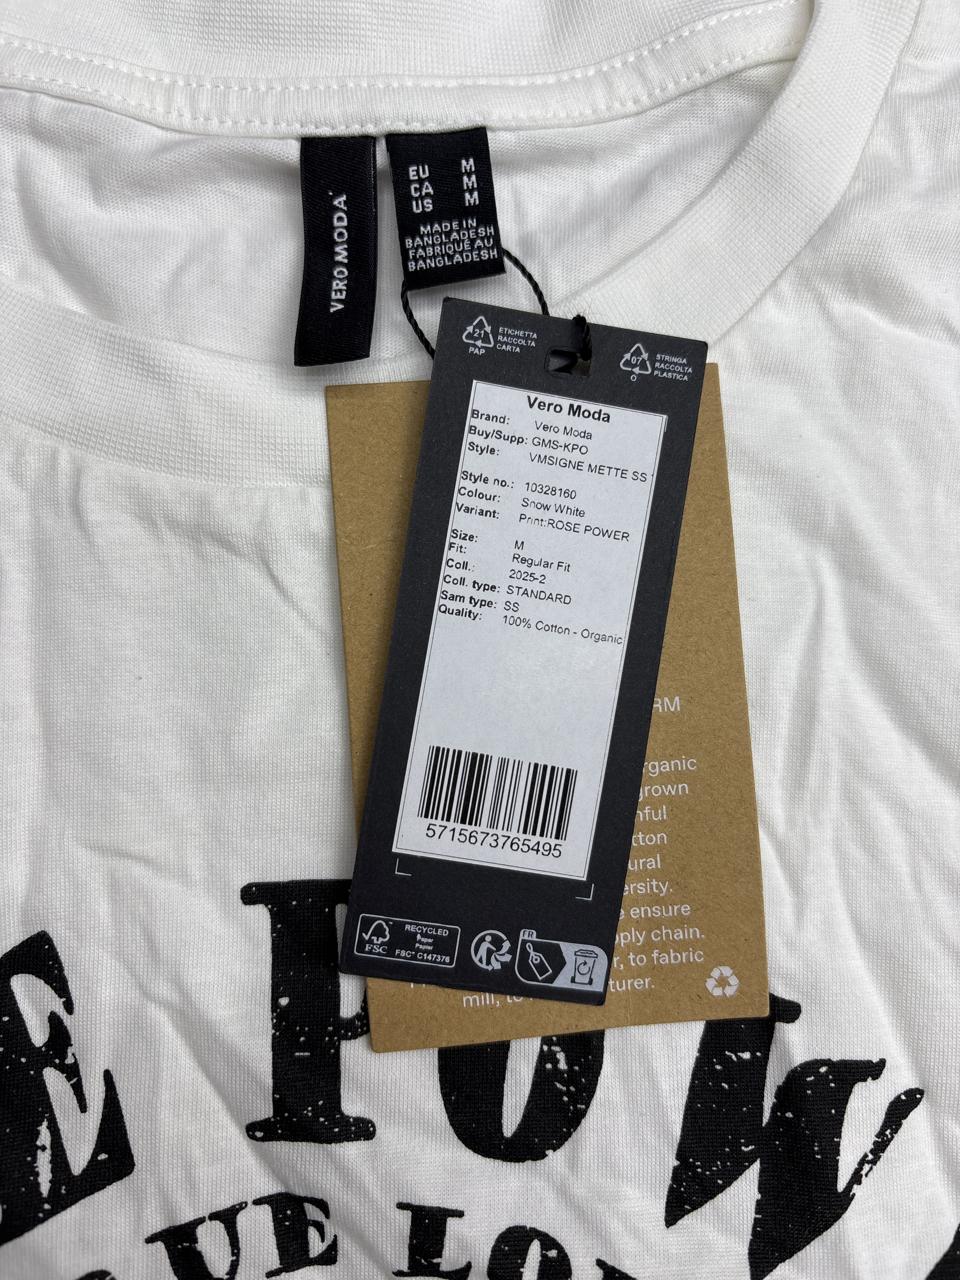 VERO MODA
EU M
CA M
US M
MADE IN
BANGLADESH
FABRIQUÉ AU
BANGLADESH
21
PAP
ETICHETTA
RACCOLTA
CARTA
07
O
STRINGA
RACCOLTA
PLASTICA
Vero Moda
Brand: Vero Moda
Buy/Supp: GMS-KPO
Style: VMSIGNE METTE SS
Style no.: 10328160
Colour: Snow White
Variant: Print:ROSE POWER
Size: M
Fit: Regular Fit
Coll.: 2025-2
Coll. type: STANDARD
Sam type: SS
Quality: 100% Cotton - Organic
5715673765495
FSC
RECYCLED
Paper
Papier
FSC® C147376
FR
RM
rganic
grown
nful
tton
ural
ersity.
e ensure
pply chain.
r, to fabric
mill, to
turer.
E POW
UE LO